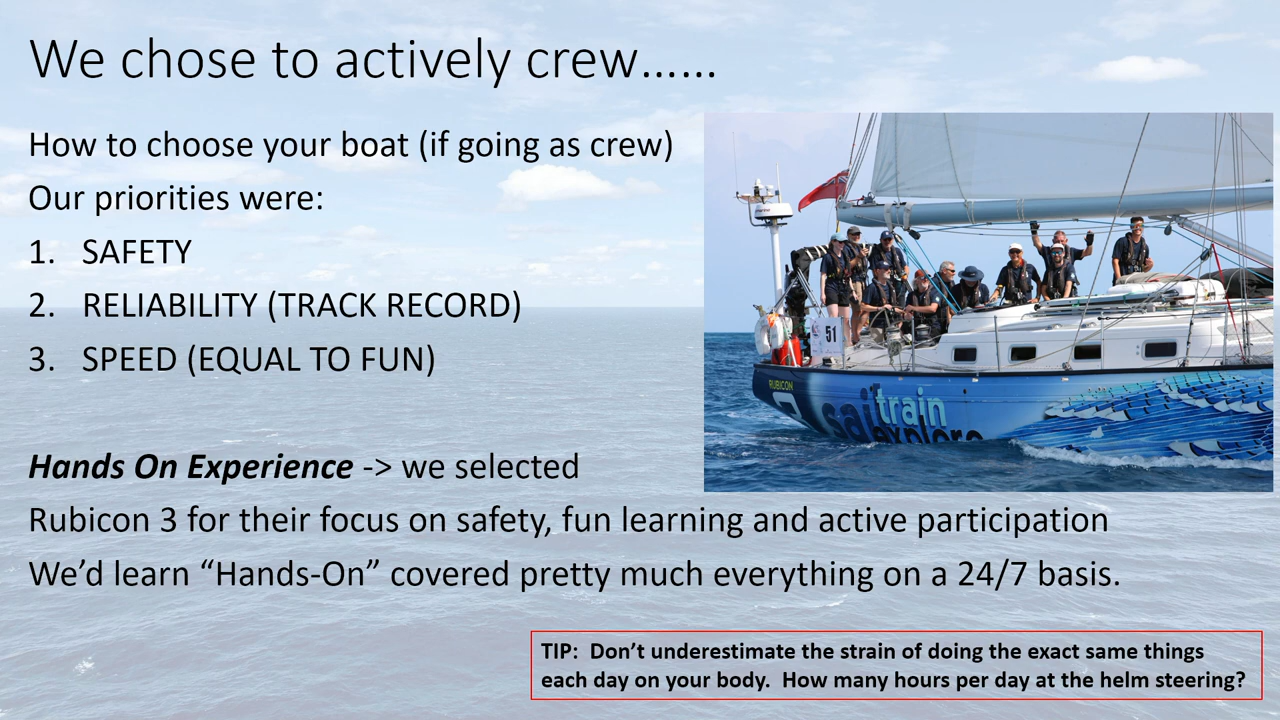 We chose to actively crew……
How to choose your boat (if going as crew)
Our priorities were:
1. SAFETY
2. RELIABILITY (TRACK RECORD)
3. SPEED (EQUAL TO FUN)
51
RUBICON
3
sail train
explore
Hands On Experience -> we selected
Rubicon 3 for their focus on safety, fun learning and active participation
We’d learn “Hands-On” covered pretty much everything on a 24/7 basis.
TIP: Don’t underestimate the strain of doing the exact same things
each day on your body. How many hours per day at the helm steering?